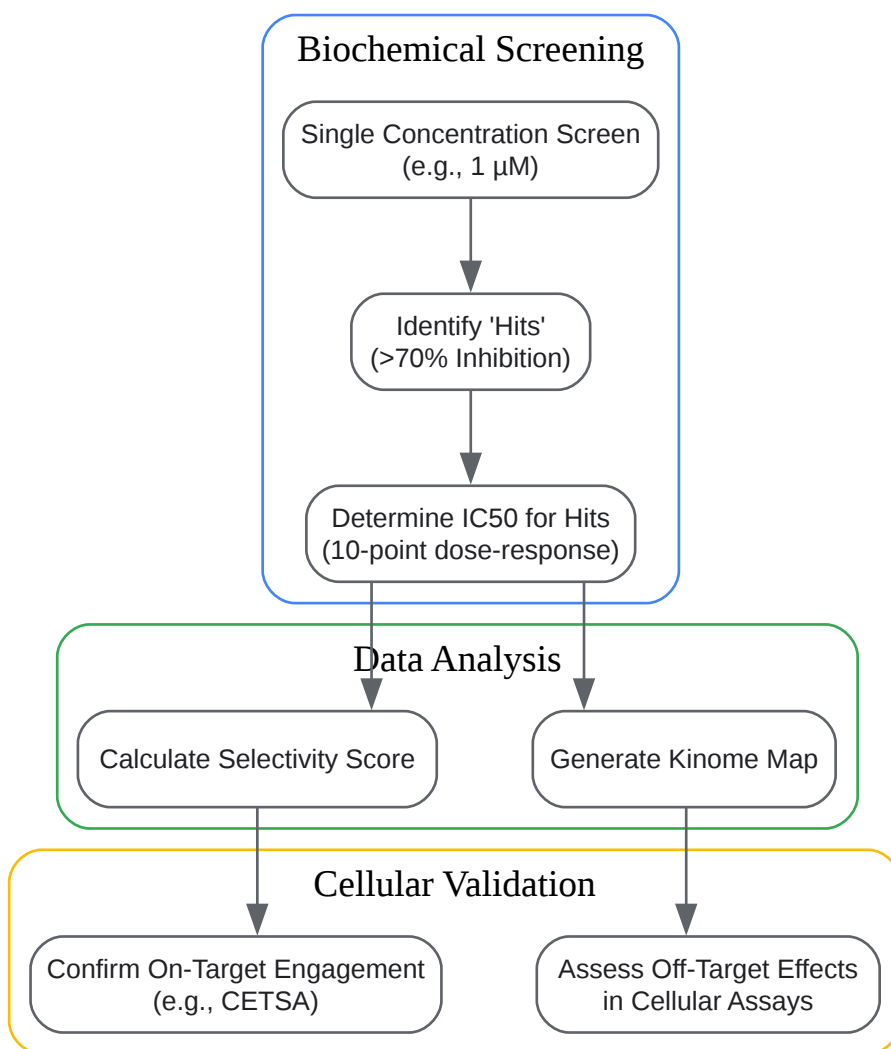 Biochemical Screening
Single Concentration Screen
(e.g., 1 µM)
Identify 'Hits'
(>70% Inhibition)
Determine IC50 for Hits
(10-point dose-response)
Data Analysis
Calculate Selectivity Score
Generate Kinome Map
Cellular Validation
Confirm On-Target Engagement
(e.g., CETSA)
Assess Off-Target Effects
in Cellular Assays